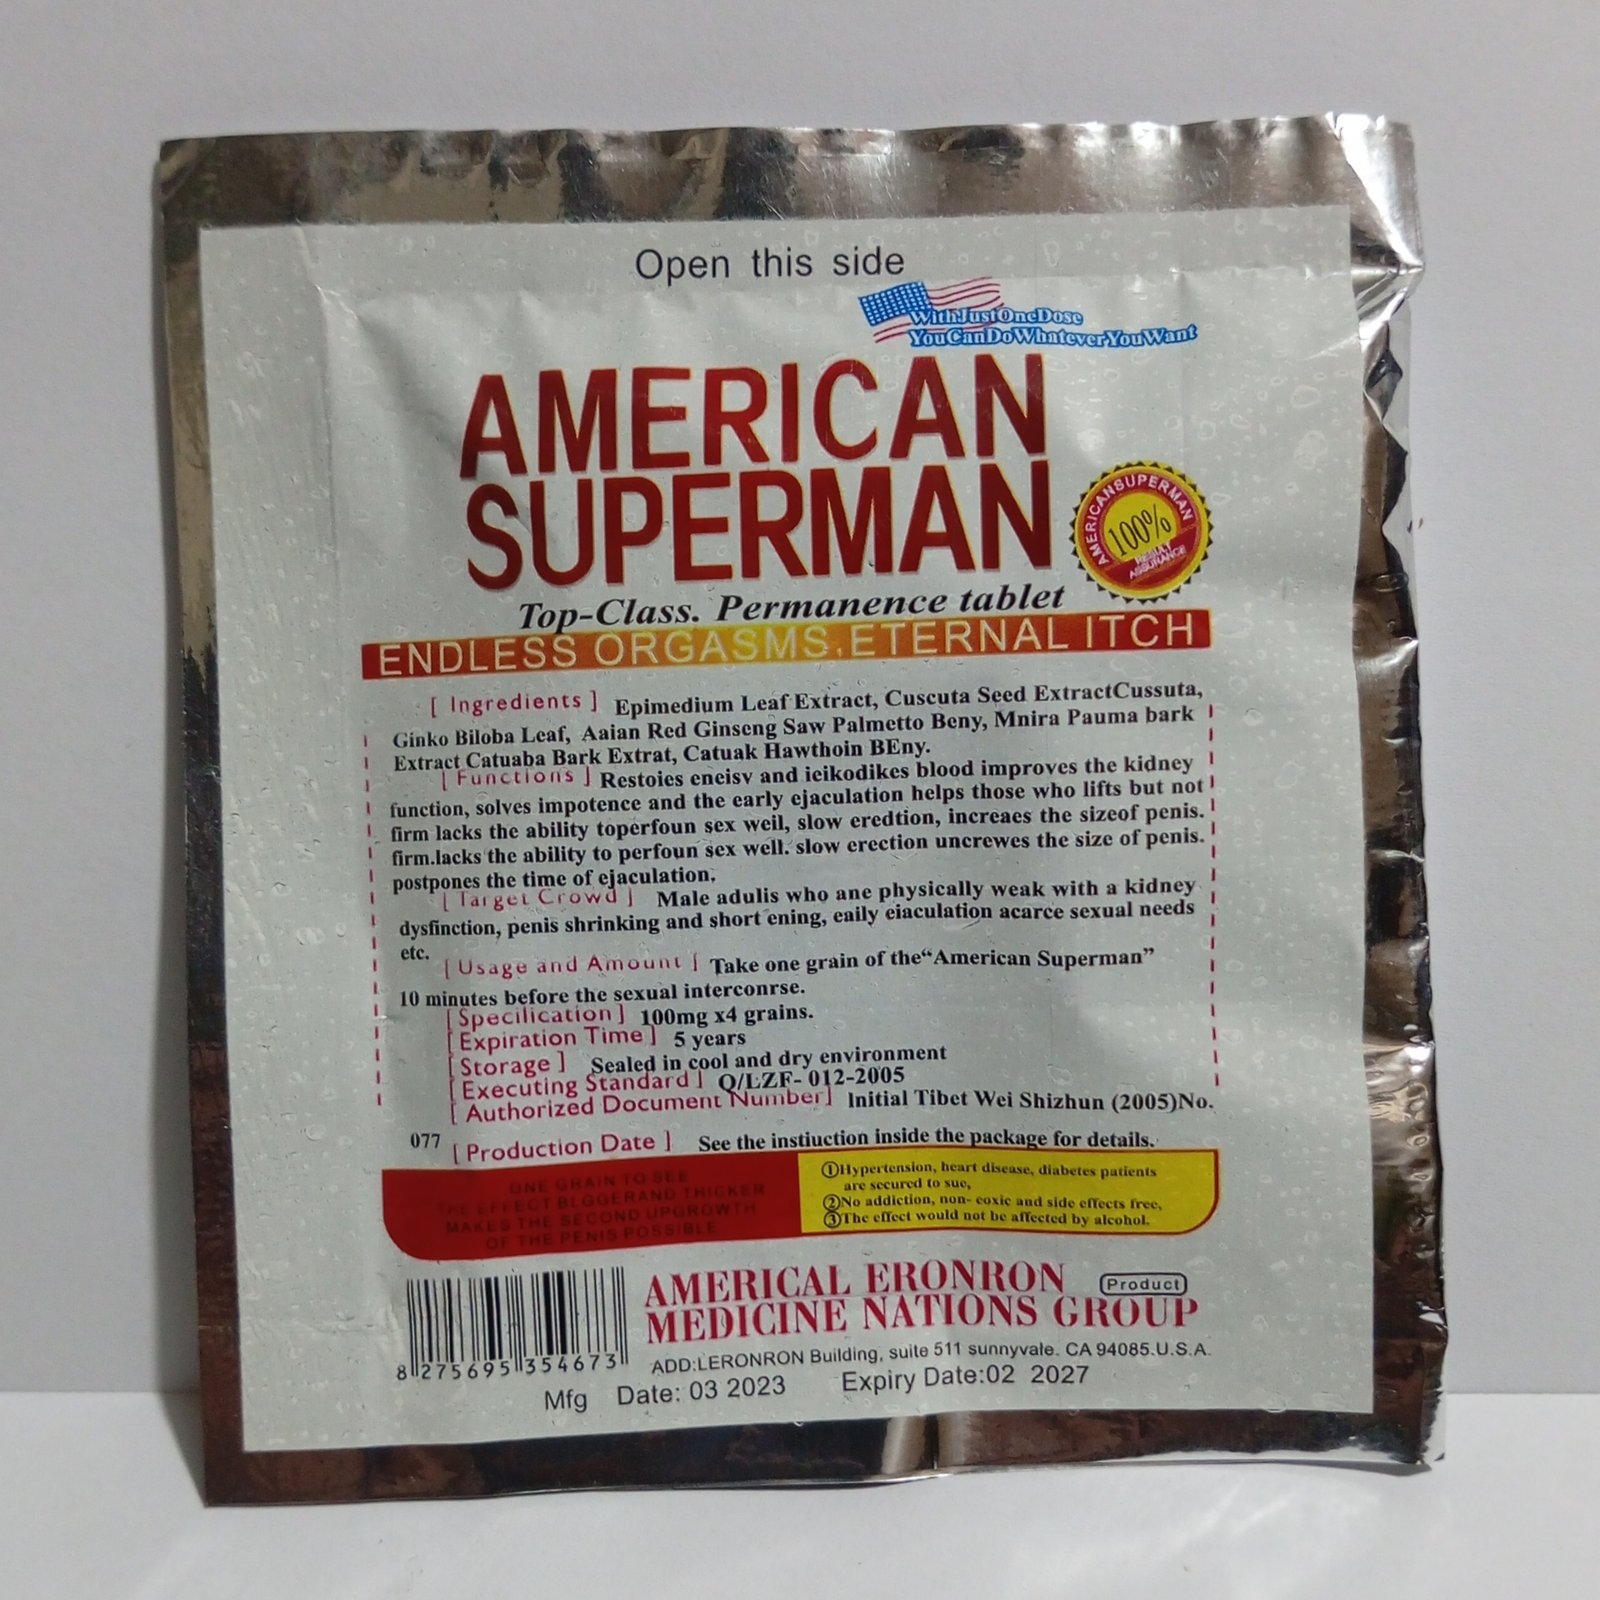 Open this side
WithJustOneDose
YouCanDoWhateverYouWant
AMERICAN
SUPERMAN
AMERICANSUPERMAN
100%
RESULT
ASSURANCE
Top-Class. Permanence tablet
ENDLESS ORGASMS,ETERNAL ITCH
[ Ingredients ] Epimedium Leaf Extract, Cuscuta Seed ExtractCussuta,
Ginko Biloba Leaf, Aaian Red Ginseng Saw Palmetto Beny, Mnira Pauma bark
Extract Catuaba Bark Extrat, Catuak Hawthoin BEny.
[ Functions ] Restoies eneisv and ieikodikes blood improves the kidney
function, solves impotence and the early ejaculation helps those who lifts but not
firm lacks the ability toperfoun sex weil, slow eredtion, increaes the sizeof penis.
firm.lacks the ability to perfoun sex well. slow erection uncrewes the size of penis.
postpones the time of ejaculation.
[ Target Crowd ] Male adulis who ane physically weak with a kidney
dysfinction, penis shrinking and short ening, eaily eiaculation acarce sexual needs
etc.
[ Usage and Amount [ Take one grain of the“American Superman”
10 minutes before the sexual interconrse.
[ Specilication ] 100mg x4 grains.
[ Expiration Time ] 5 years
[ Storage ] Sealed in cool and dry environment
[ Executing Standard ] Q/LZF- 012-2005
[ Authorized Document Number] Initial Tibet Wei Shizhun (2005)No.
077
[ Production Date ] See the instiuction inside the package for details.
ONE GRAIN TO SEE
THE EFFECT BI GGERAND THICKER
MAKES THE SECOND UPGROWTH
OF THE PENIS POSSIBLE
①Hypertension, heart disease, diabetes patients
are secured to sue,
②No addiction, non- coxic and side effects free,
③The effect would not be affected by alcohol.
AMERICAL ERONRON Product
MEDICINE NATIONS GROUP
8 275695 354673
ADD:LERONRON Building, suite 511 sunnyvale. CA 94085.U.S.A.
Mfg Date: 03 2023 Expiry Date:02 2027